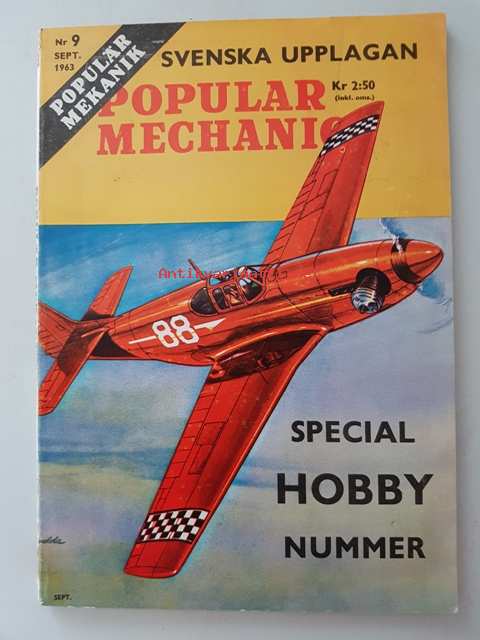 Nr 9
SEPT.
1963
POPULÄR
MEKANIK
SVENSKA UPPLAGAN
Kr 2:50
(inkl. oms.)
POPULAR
MECHANIC
88
SPECIAL
HOBBY
NUMMER
SEPT.